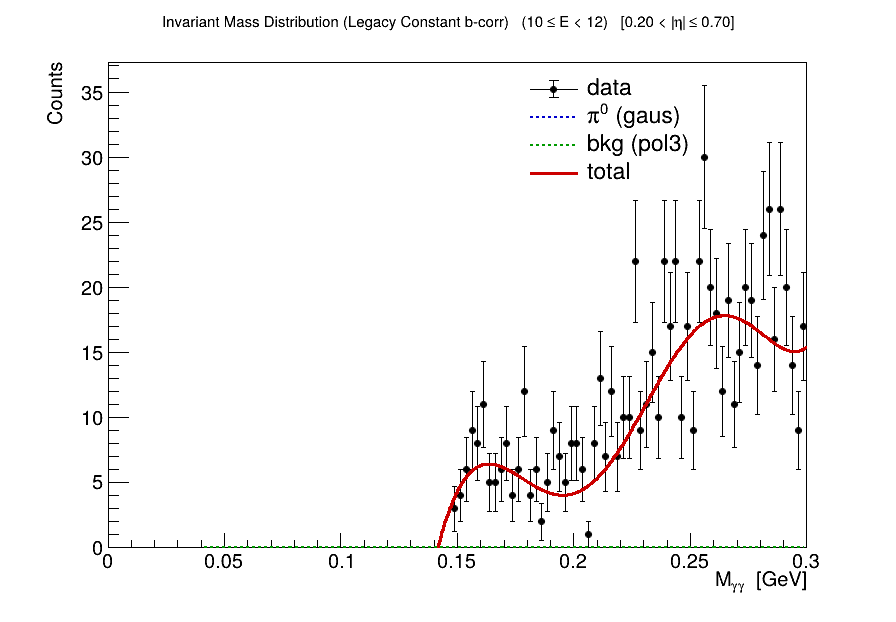 Invariant Mass Distribution (Legacy Constant b-corr) (10 ≤ E < 12) [0.20 < |η| ≤ 0.70]
Counts
35
30
25
20
15
10
5
0
data
π⁰ (gaus)
bkg (pol3)
total
0 0.05 0.1 0.15 0.2 0.25 0.3
Mγγ [GeV]